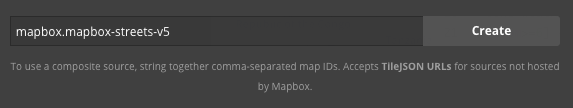 mapbox.mapbox-streets-v5 Create
To use a composite source, string together comma-separated map IDs. Accepts TileJSON URLs for sources not hosted
by Mapbox.